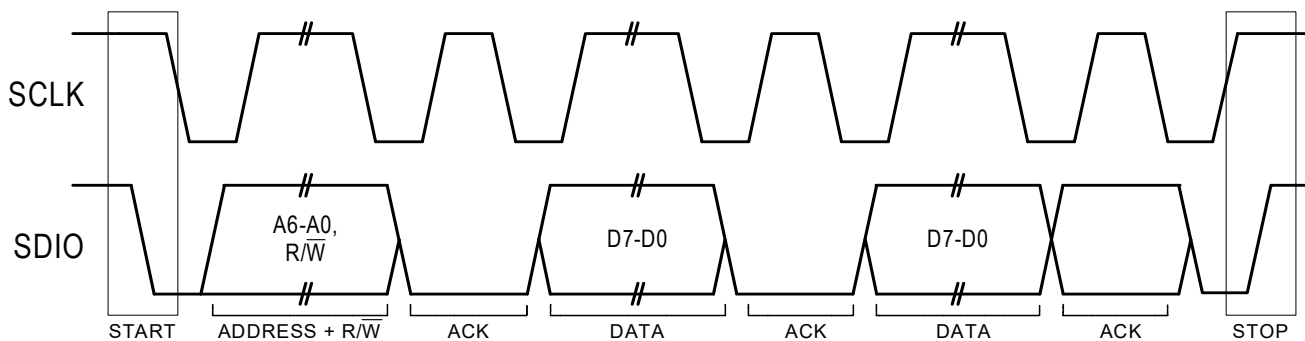 SCLK
SDIO
A6-A0,
R/W̅
D7-D0
D7-D0
START
ADDRESS + R/W̅
ACK
DATA
ACK
DATA
ACK
STOP